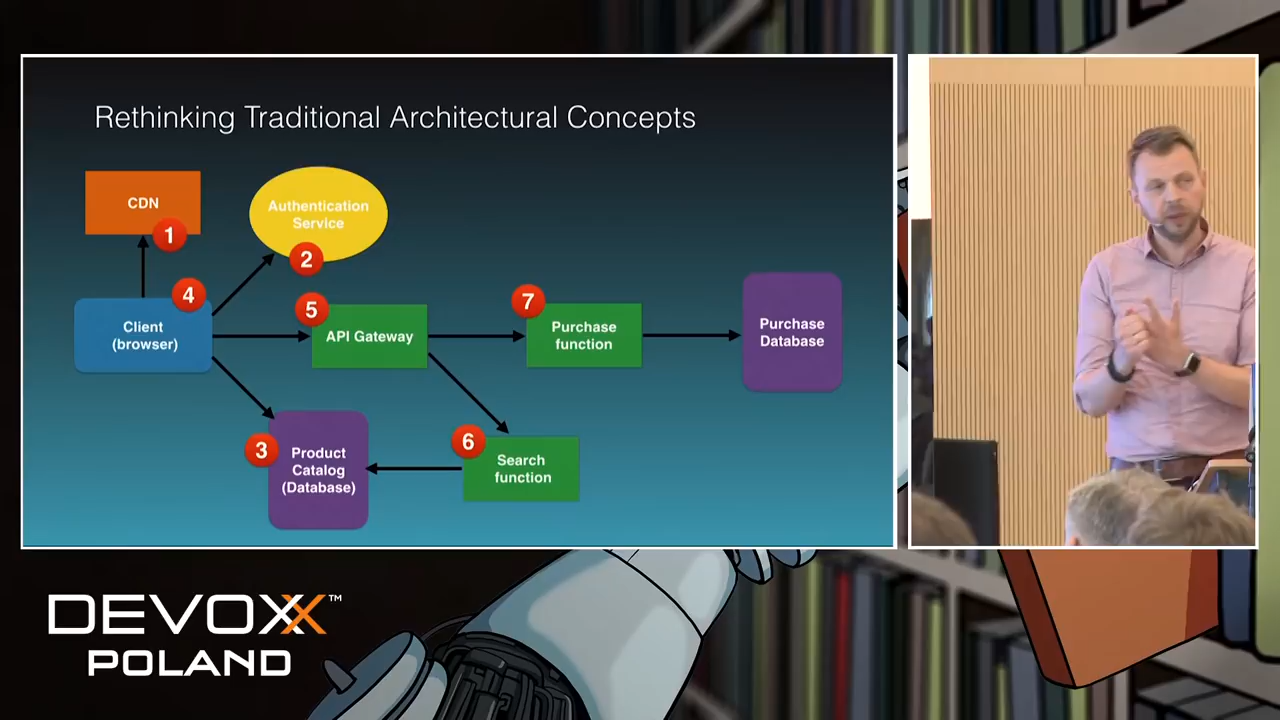 Rethinking Traditional Architectural Concepts
CDN
1
Authentication
Service
2
4
Client
(browser)
5
API Gateway
7
Purchase
function
Purchase
Database
3
Product
Catalog
(Database)
6
Search
function
DEVOXX™
POLAND